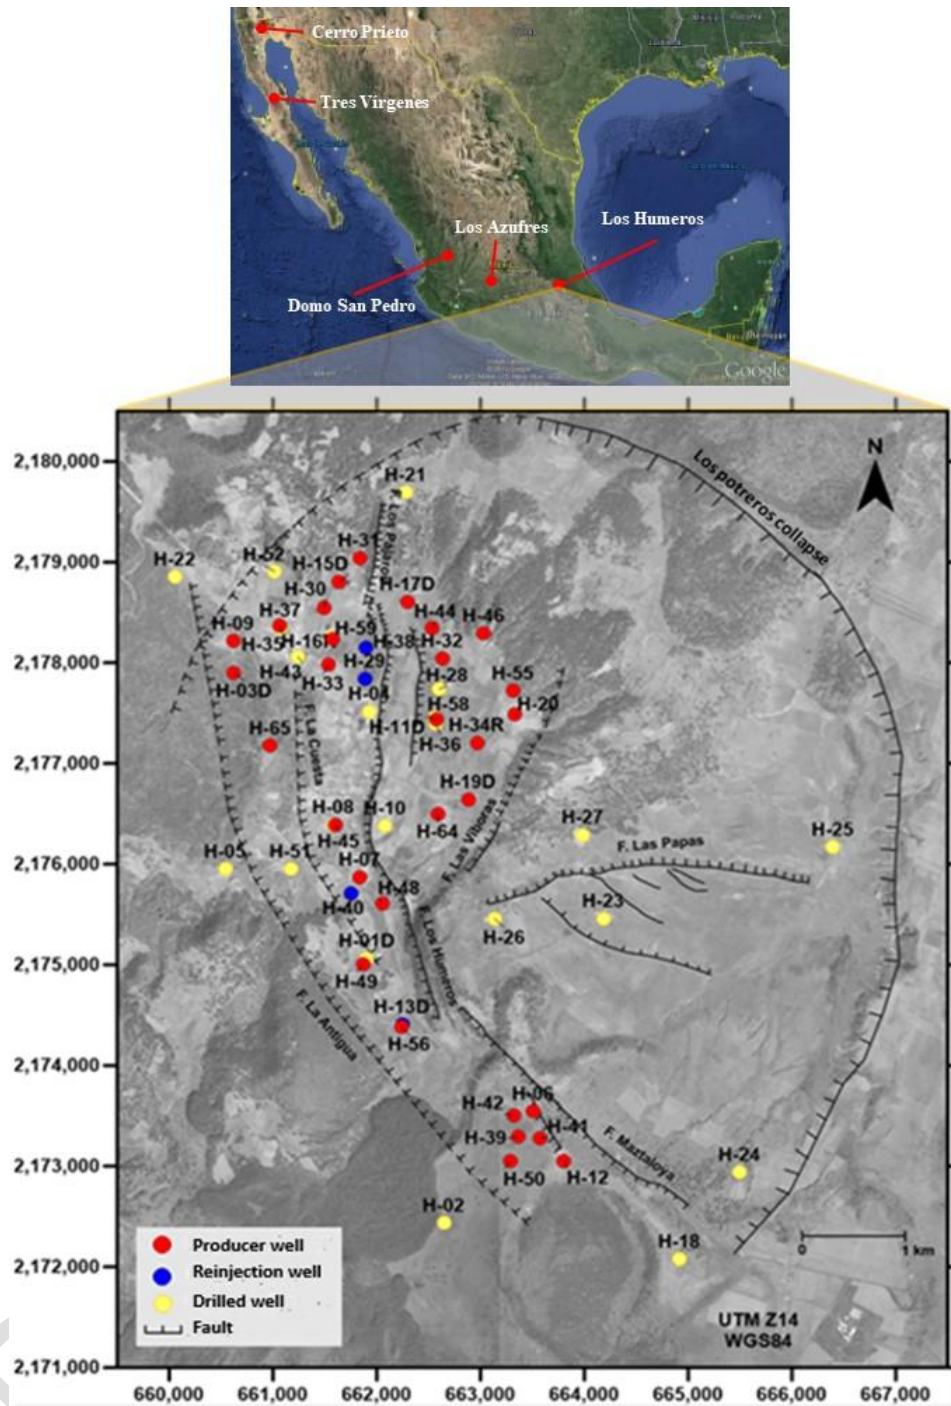 Cerro Prieto
Tres Vírgenes
Los Azufres
Los Humeros
Domo San Pedro
Google
2,180,000
2,179,000
2,178,000
2,177,000
2,176,000
2,175,000
2,174,000
2,173,000
2,172,000
2,171,000
N
Los potreros collapse
H-21
H-31
H-52
H-15D
H-22
H-30
H-17D
H-37
H-44
H-46
H-09
H-59
H-35
H-16
H-38
H-32
H-29
H-43
H-33
H-28
H-55
H-03D
H-04
H-58
H-20
H-11D
H-34R
H-65
H-36
F. La Cuesta
H-19D
H-08
H-10
H-64
H-27
H-25
H-45
F. Las Viboras
F. Las Papas
H-05
H-51
H-07
H-48
H-40
H-23
H-26
H-01D
F. Los Humeros
H-49
H-13D
F. La Antigua
H-56
H-06
H-42
H-41
H-39
F. Maztaloya
H-50
H-12
H-24
H-02
H-18
Producer well
Reinjection well
Drilled well
Fault
0
1 km
UTM Z14
WGS84
660,000 661,000 662,000 663,000 664,000 665,000 666,000 667,000